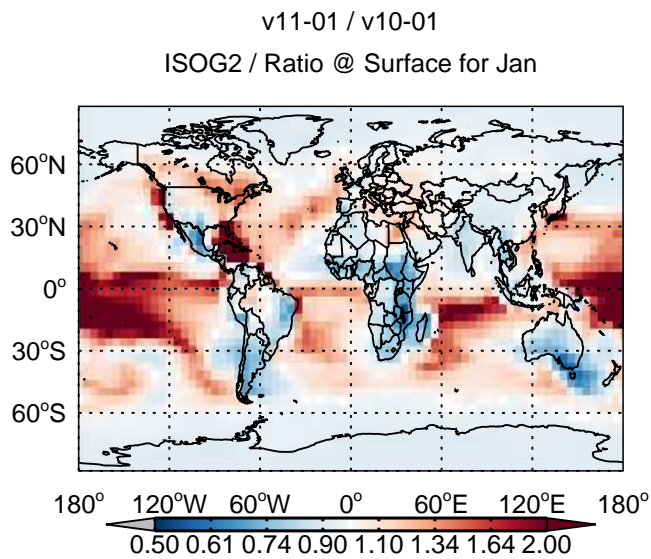 v11-01 / v10-01
ISOG2 / Ratio @ Surface for Jan
60°N
30°N
0°
30°S
60°S
180° 120°W 60°W 0° 60°E 120°E 180°
0.50 0.61 0.74 0.90 1.10 1.34 1.64 2.00